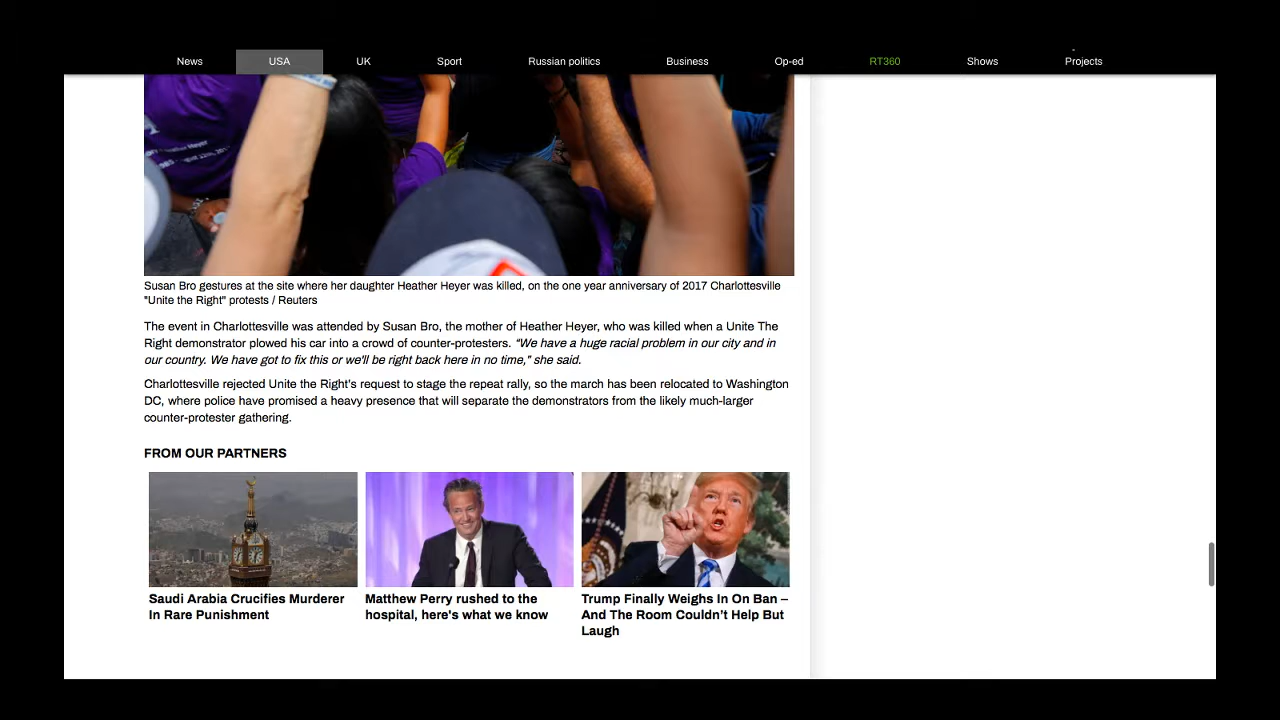 News USA UK Sport Russian politics Business Op-ed RT360 Shows Projects
Susan Bro gestures at the site where her daughter Heather Heyer was killed, on the one year anniversary of 2017 Charlottesville
"Unite the Right" protests / Reuters
The event in Charlottesville was attended by Susan Bro, the mother of Heather Heyer, who was killed when a Unite The
Right demonstrator plowed his car into a crowd of counter-protesters. “We have a huge racial problem in our city and in
our country. We have got to fix this or we'll be right back here in no time,” she said.
Charlottesville rejected Unite the Right's request to stage the repeat rally, so the march has been relocated to Washington
DC, where police have promised a heavy presence that will separate the demonstrators from the likely much-larger
counter-protester gathering.
FROM OUR PARTNERS
Saudi Arabia Crucifies Murderer
In Rare Punishment
Matthew Perry rushed to the
hospital, here's what we know
Trump Finally Weighs In On Ban –
And The Room Couldn’t Help But
Laugh